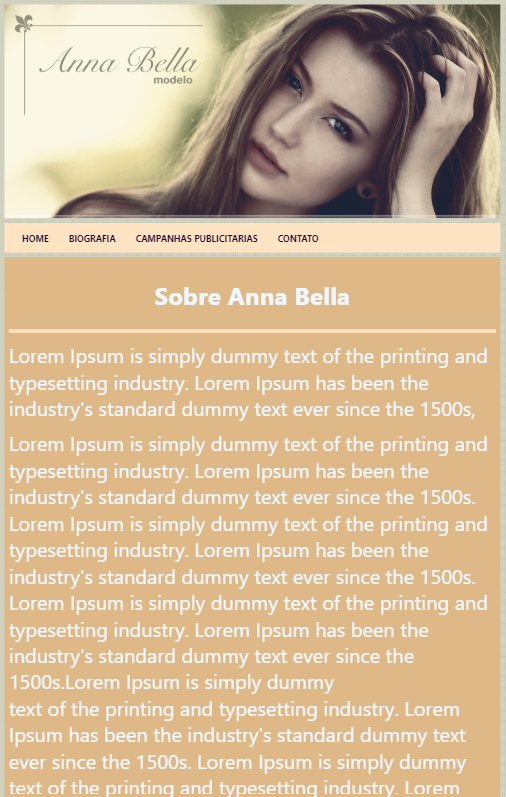 Anna Bella
modelo
HOME BIOGRAFIA CAMPANHAS PUBLICITARIAS CONTATO
Sobre Anna Bella
Lorem Ipsum is simply dummy text of the printing and
typesetting industry. Lorem Ipsum has been the
industry's standard dummy text ever since the 1500s,
Lorem Ipsum is simply dummy text of the printing and
typesetting industry. Lorem Ipsum has been the
industry's standard dummy text ever since the 1500s.
Lorem Ipsum is simply dummy text of the printing and
typesetting industry. Lorem Ipsum has been the
industry's standard dummy text ever since the 1500s.
Lorem Ipsum is simply dummy text of the printing and
typesetting industry. Lorem Ipsum has been the
industry's standard dummy text ever since the
1500s.Lorem Ipsum is simply dummy
text of the printing and typesetting industry. Lorem
Ipsum has been the industry's standard dummy text
ever since the 1500s. Lorem Ipsum is simply dummy
text of the printing and typesetting industry. Lorem